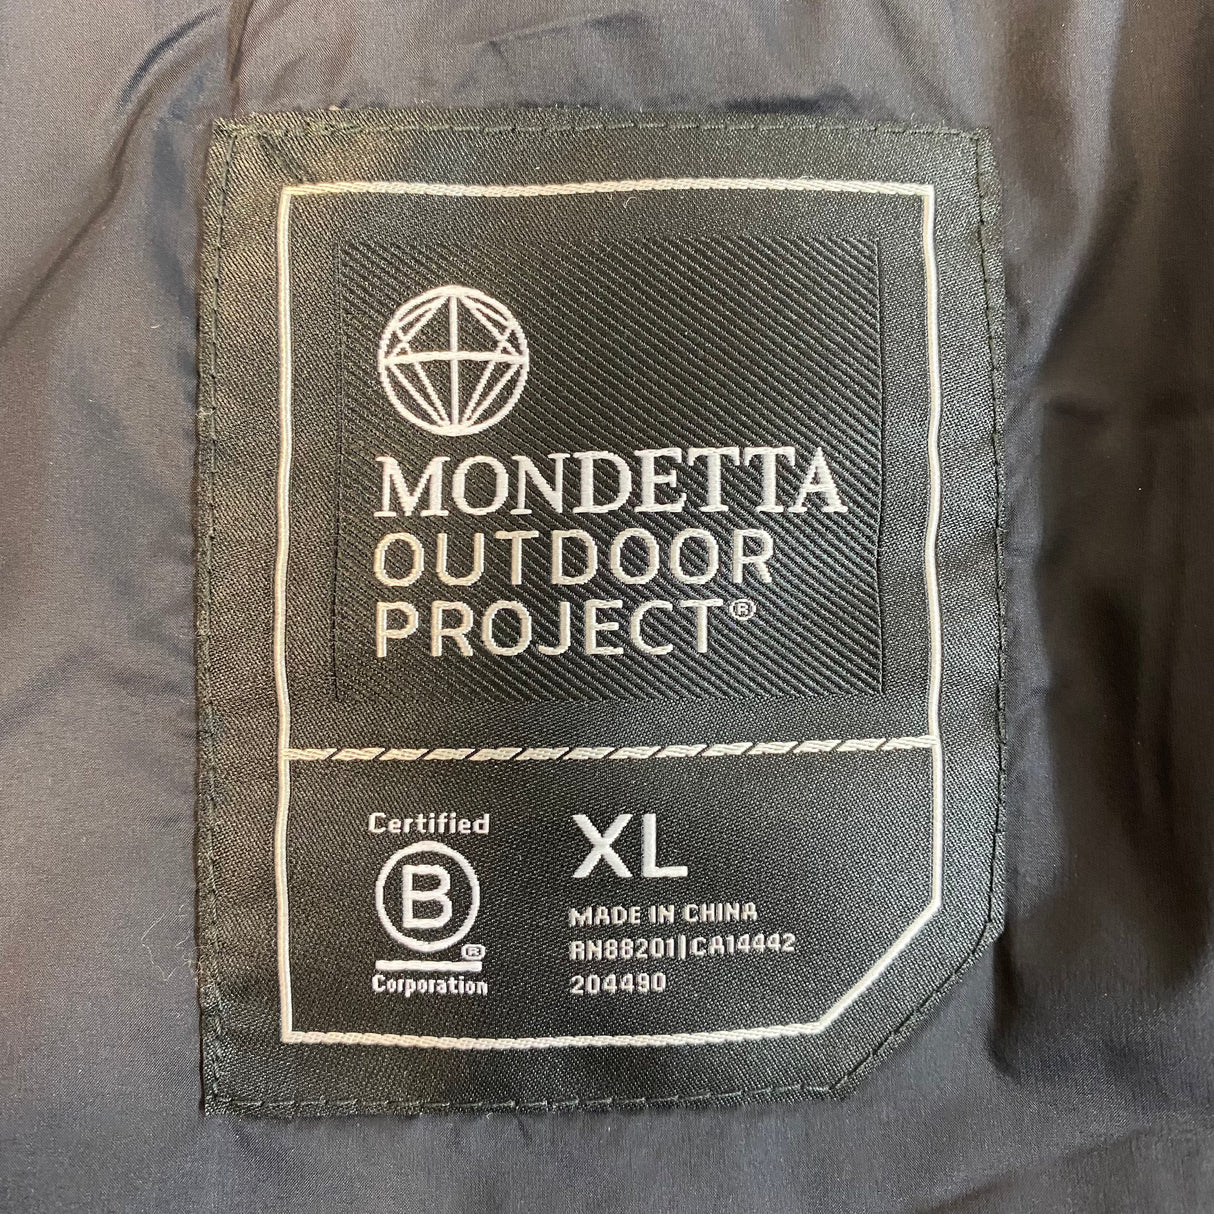 MONDETTA
OUTDOOR
PROJECT®
Certified
B®
Corporation
XL
MADE IN CHINA
RN88201|CA14442
204490